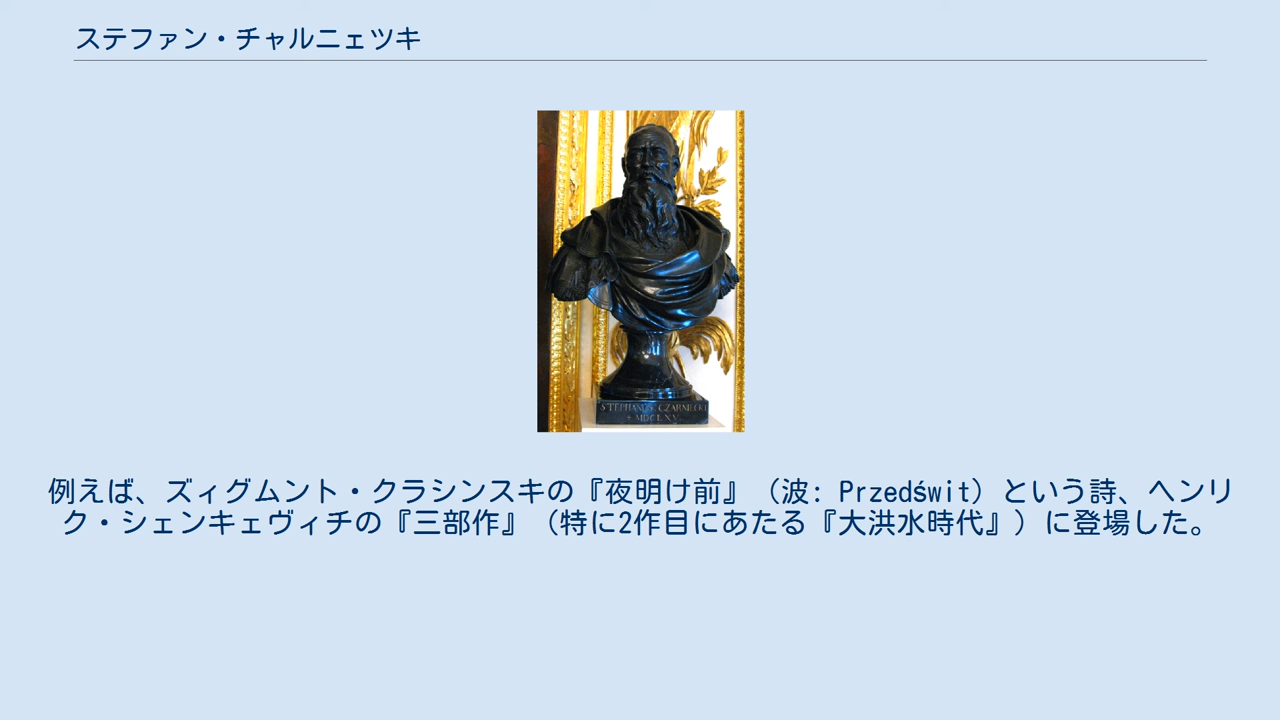 ステファン・チャルニェツキ
STEPHANUS CZARNIECKI
+ MDCLXV
例えば、ズィグムント・クラシンスキの『夜明け前』（波: Przedświt）という詩、ヘンリ
ク・シェンキェヴィチの『三部作』（特に2作目にあたる『大洪水時代』）に登場した。